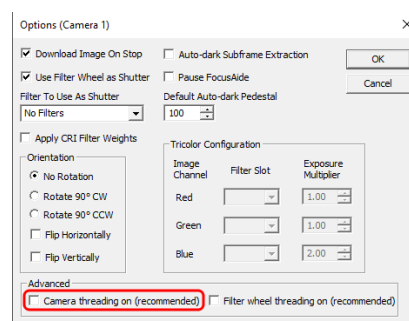 Options (Camera 1)
Download Image On Stop
Auto-dark Subframe Extraction
OK
Use Filter Wheel as Shutter
Pause FocusAide
Cancel
Filter To Use As Shutter
Default Auto-dark Pedestal
No Filters
100
Apply CRI Filter Weights
Tricolor Configuration
Orientation
Image Channel
Filter Slot
Exposure Multiplier
No Rotation
Red
1.00
Rotate 90° CW
Rotate 90° CCW
Green
1.00
Flip Horizontally
Flip Vertically
Blue
2.00
Advanced
Camera threading on (recommended)
Filter wheel threading on (recommended)